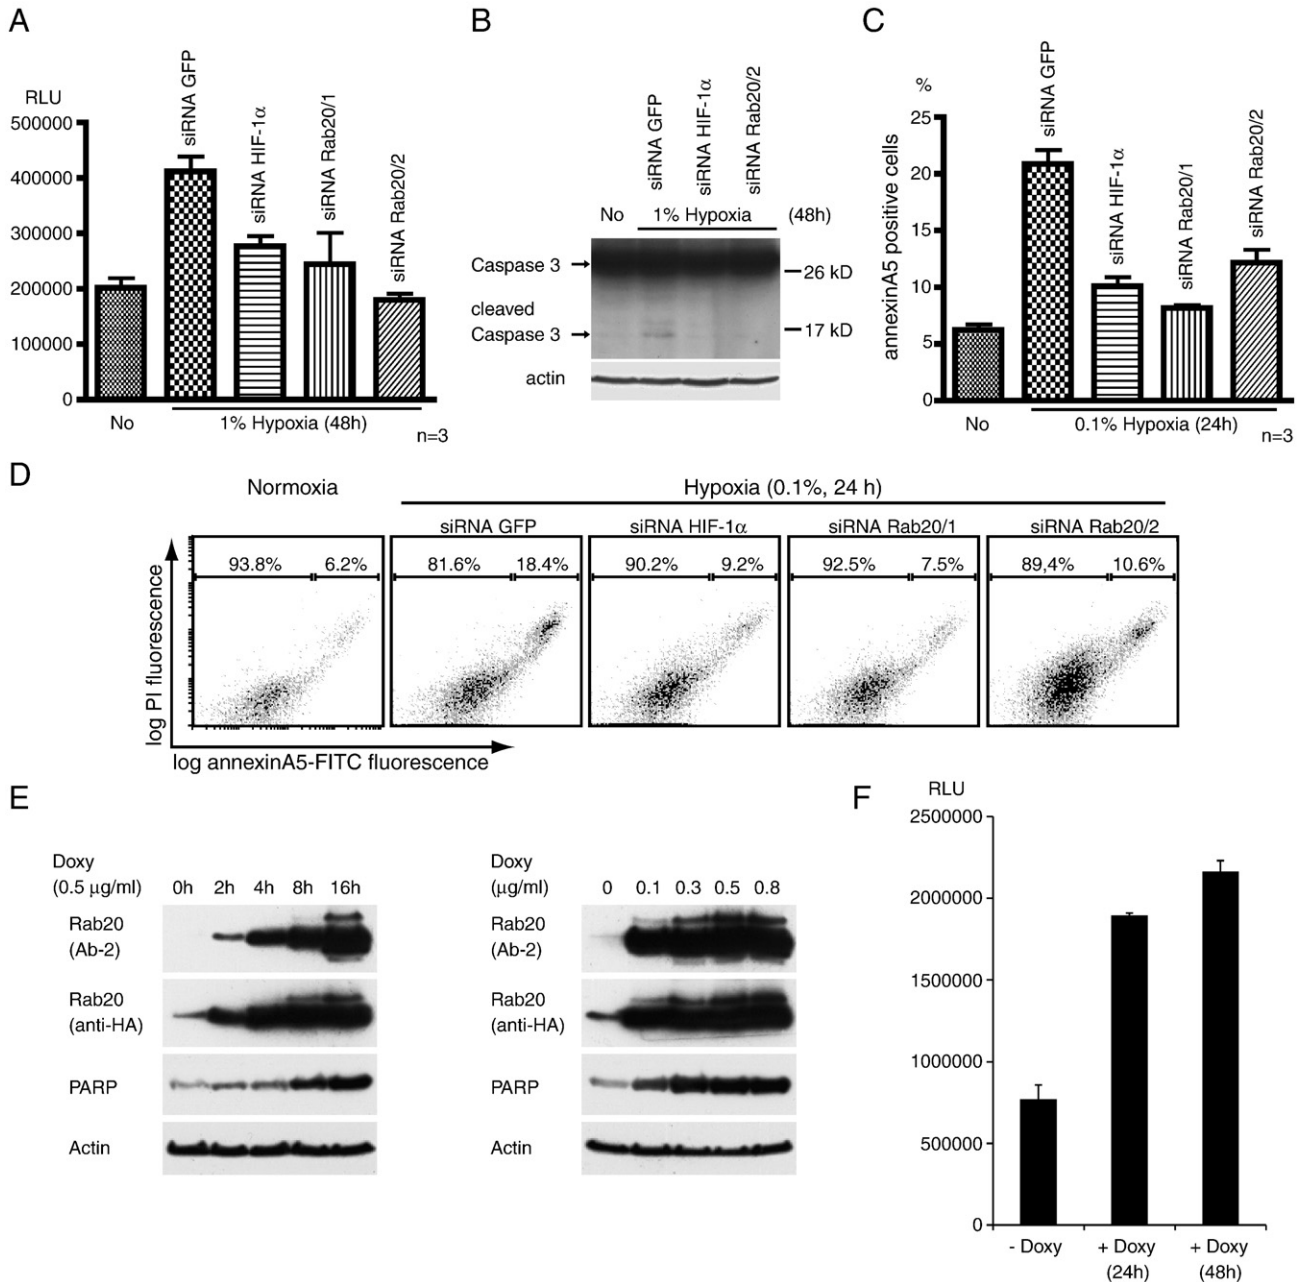 A
RLU
500000
400000
300000
200000
100000
0
siRNA GFP
siRNA HIF-1α
siRNA Rab20/1
siRNA Rab20/2
No
1% Hypoxia (48h)
n=3
B
siRNA GFP
siRNA HIF-1α
siRNA Rab20/2
No 1% Hypoxia (48h)
Caspase 3
26 kD
cleaved
Caspase 3
17 kD
actin
C
%
annexinA5 positive cells
25
20
15
10
5
0
siRNA GFP
siRNA HIF-1α
siRNA Rab20/1
siRNA Rab20/2
No
0.1% Hypoxia (24h)
n=3
D
Normoxia
Hypoxia (0.1%, 24 h)
siRNA GFP siRNA HIF-1α siRNA Rab20/1 siRNA Rab20/2
93.8% 6.2% 81.6% 18.4% 90.2% 9.2% 92.5% 7.5% 89,4% 10.6%
log PI fluorescence
log annexinA5-FITC fluorescence
E
Doxy
(0.5 µg/ml) 0h 2h 4h 8h 16h
Rab20
(Ab-2)
Rab20
(anti-HA)
PARP
Actin
Doxy
(µg/ml) 0 0.1 0.3 0.5 0.8
Rab20
(Ab-2)
Rab20
(anti-HA)
PARP
Actin
F
RLU
2500000
2000000
1500000
1000000
500000
0
- Doxy + Doxy + Doxy
(24h) (48h)